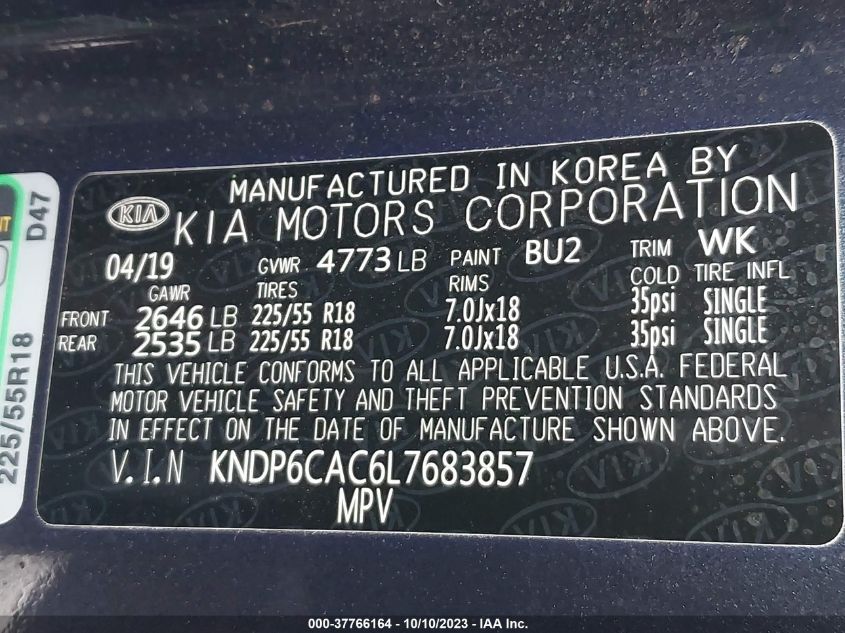 MANUFACTURED IN KOREA BY
KIA KIA MOTORS CORPORATION
04/19 GVWR 4773 LB PAINT BU2 TRIM WK
GAWR TIRES RIMS COLD TIRE INFL
FRONT 2646 LB 225/55 R18 7.0Jx18 35psi SINGLE
REAR 2535 LB 225/55 R18 7.0Jx18 35psi SINGLE
THIS VEHICLE CONFORMS TO ALL APPLICABLE U.S.A. FEDERAL
MOTOR VEHICLE SAFETY AND THEFT PREVENTION STANDARDS
IN EFFECT ON THE DATE OF MANUFACTURE SHOWN ABOVE.
V.I.N KNDP6CAC6L7683857
MPV
225/55R18 D47
000-37766164 - 10/10/2023 - IAA Inc.